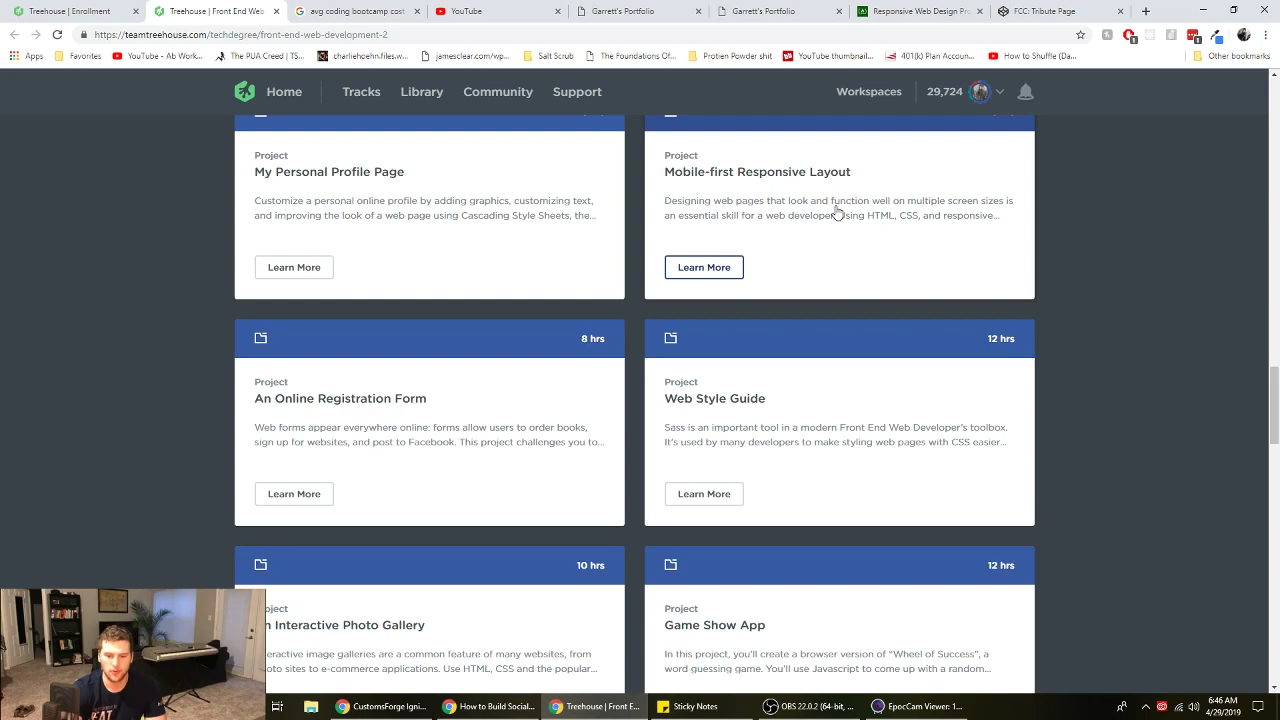 Treehouse | Enrollment
Treehouse | Front End Web
avg coding bootcamp cost
YouTube
Garrett's Portfolio
Garrett's Portfolio
Responsive Web Design Pro
FCC: Tribute Page
https://teamtreehouse.com/techdegree/front-end-web-development-2
Apps
Favorites
YouTube - Ab Work...
The PUA Creed | TS...
charliehoehn.files.w...
jamesclear.com/wp...
Salt Scrub
The Foundations Of...
Protien Powder shit
YouTube thumbnail...
401(k) Plan Accoun...
How to Shuffle (Da...
Other bookmarks
Home
Tracks
Library
Community
Support
Workspaces
29,724
Project
My Personal Profile Page
Customize a personal online profile by adding graphics, customizing text,
and improving the look of a web page using Cascading Style Sheets, the...
Learn More
Project
Mobile-first Responsive Layout
Designing web pages that look and function well on multiple screen sizes is
an essential skill for a web developer. Using HTML, CSS, and responsive...
Learn More
8 hrs
Project
An Online Registration Form
Web forms appear everywhere online: forms allow users to order books,
sign up for websites, and post to Facebook. This project challenges you to...
Learn More
12 hrs
Project
Web Style Guide
Sass is an important tool in a modern Front End Web Developer's toolbox.
It's used by many developers to make styling web pages with CSS easier...
Learn More
10 hrs
Interactive Photo Gallery
image galleries are a common feature of many websites, from
sites to e-commerce applications. Use HTML, CSS and the popular...
12 hrs
Project
Game Show App
In this project, you'll create a browser version of "Wheel of Success", a
word guessing game. You'll use Javascript to come up with a random...
CustomsForge Igni...
How to Build Social...
Treehouse | Front E...
Sticky Notes
OBS 22.0.2 (64-bit, ...
EpocCam Viewer: 1...
6:46 AM
4/29/2019